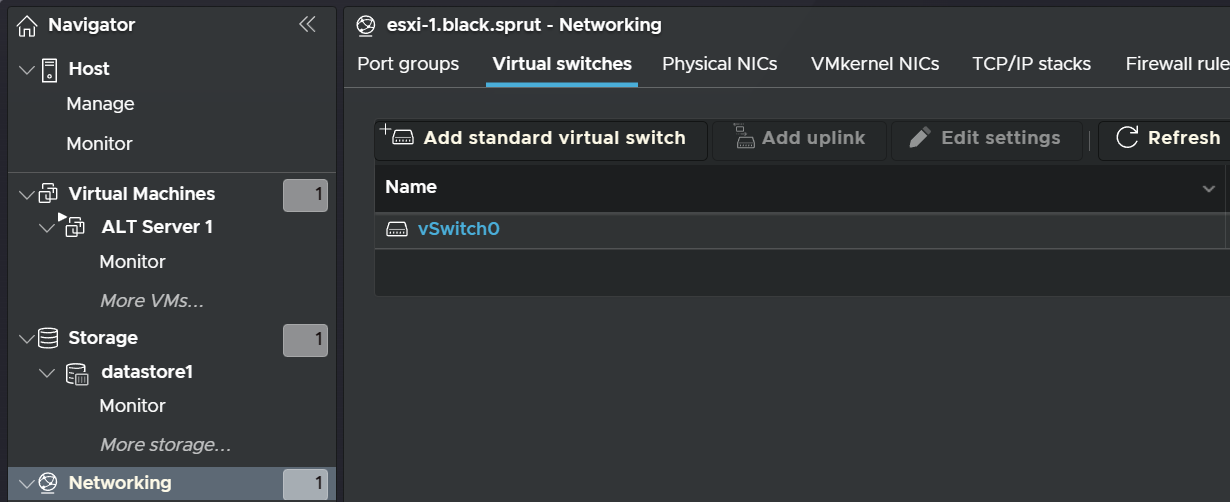 Navigator
Host
Manage
Monitor
Virtual Machines 1
ALT Server 1
Monitor
More VMs...
Storage 1
datastore1
Monitor
More storage...
Networking 1
esxi-1.black.sprut - Networking
Port groups Virtual switches Physical NICs VMkernel NICs TCP/IP stacks Firewall rule
Add standard virtual switch Add uplink Edit settings Refresh
Name
vSwitch0